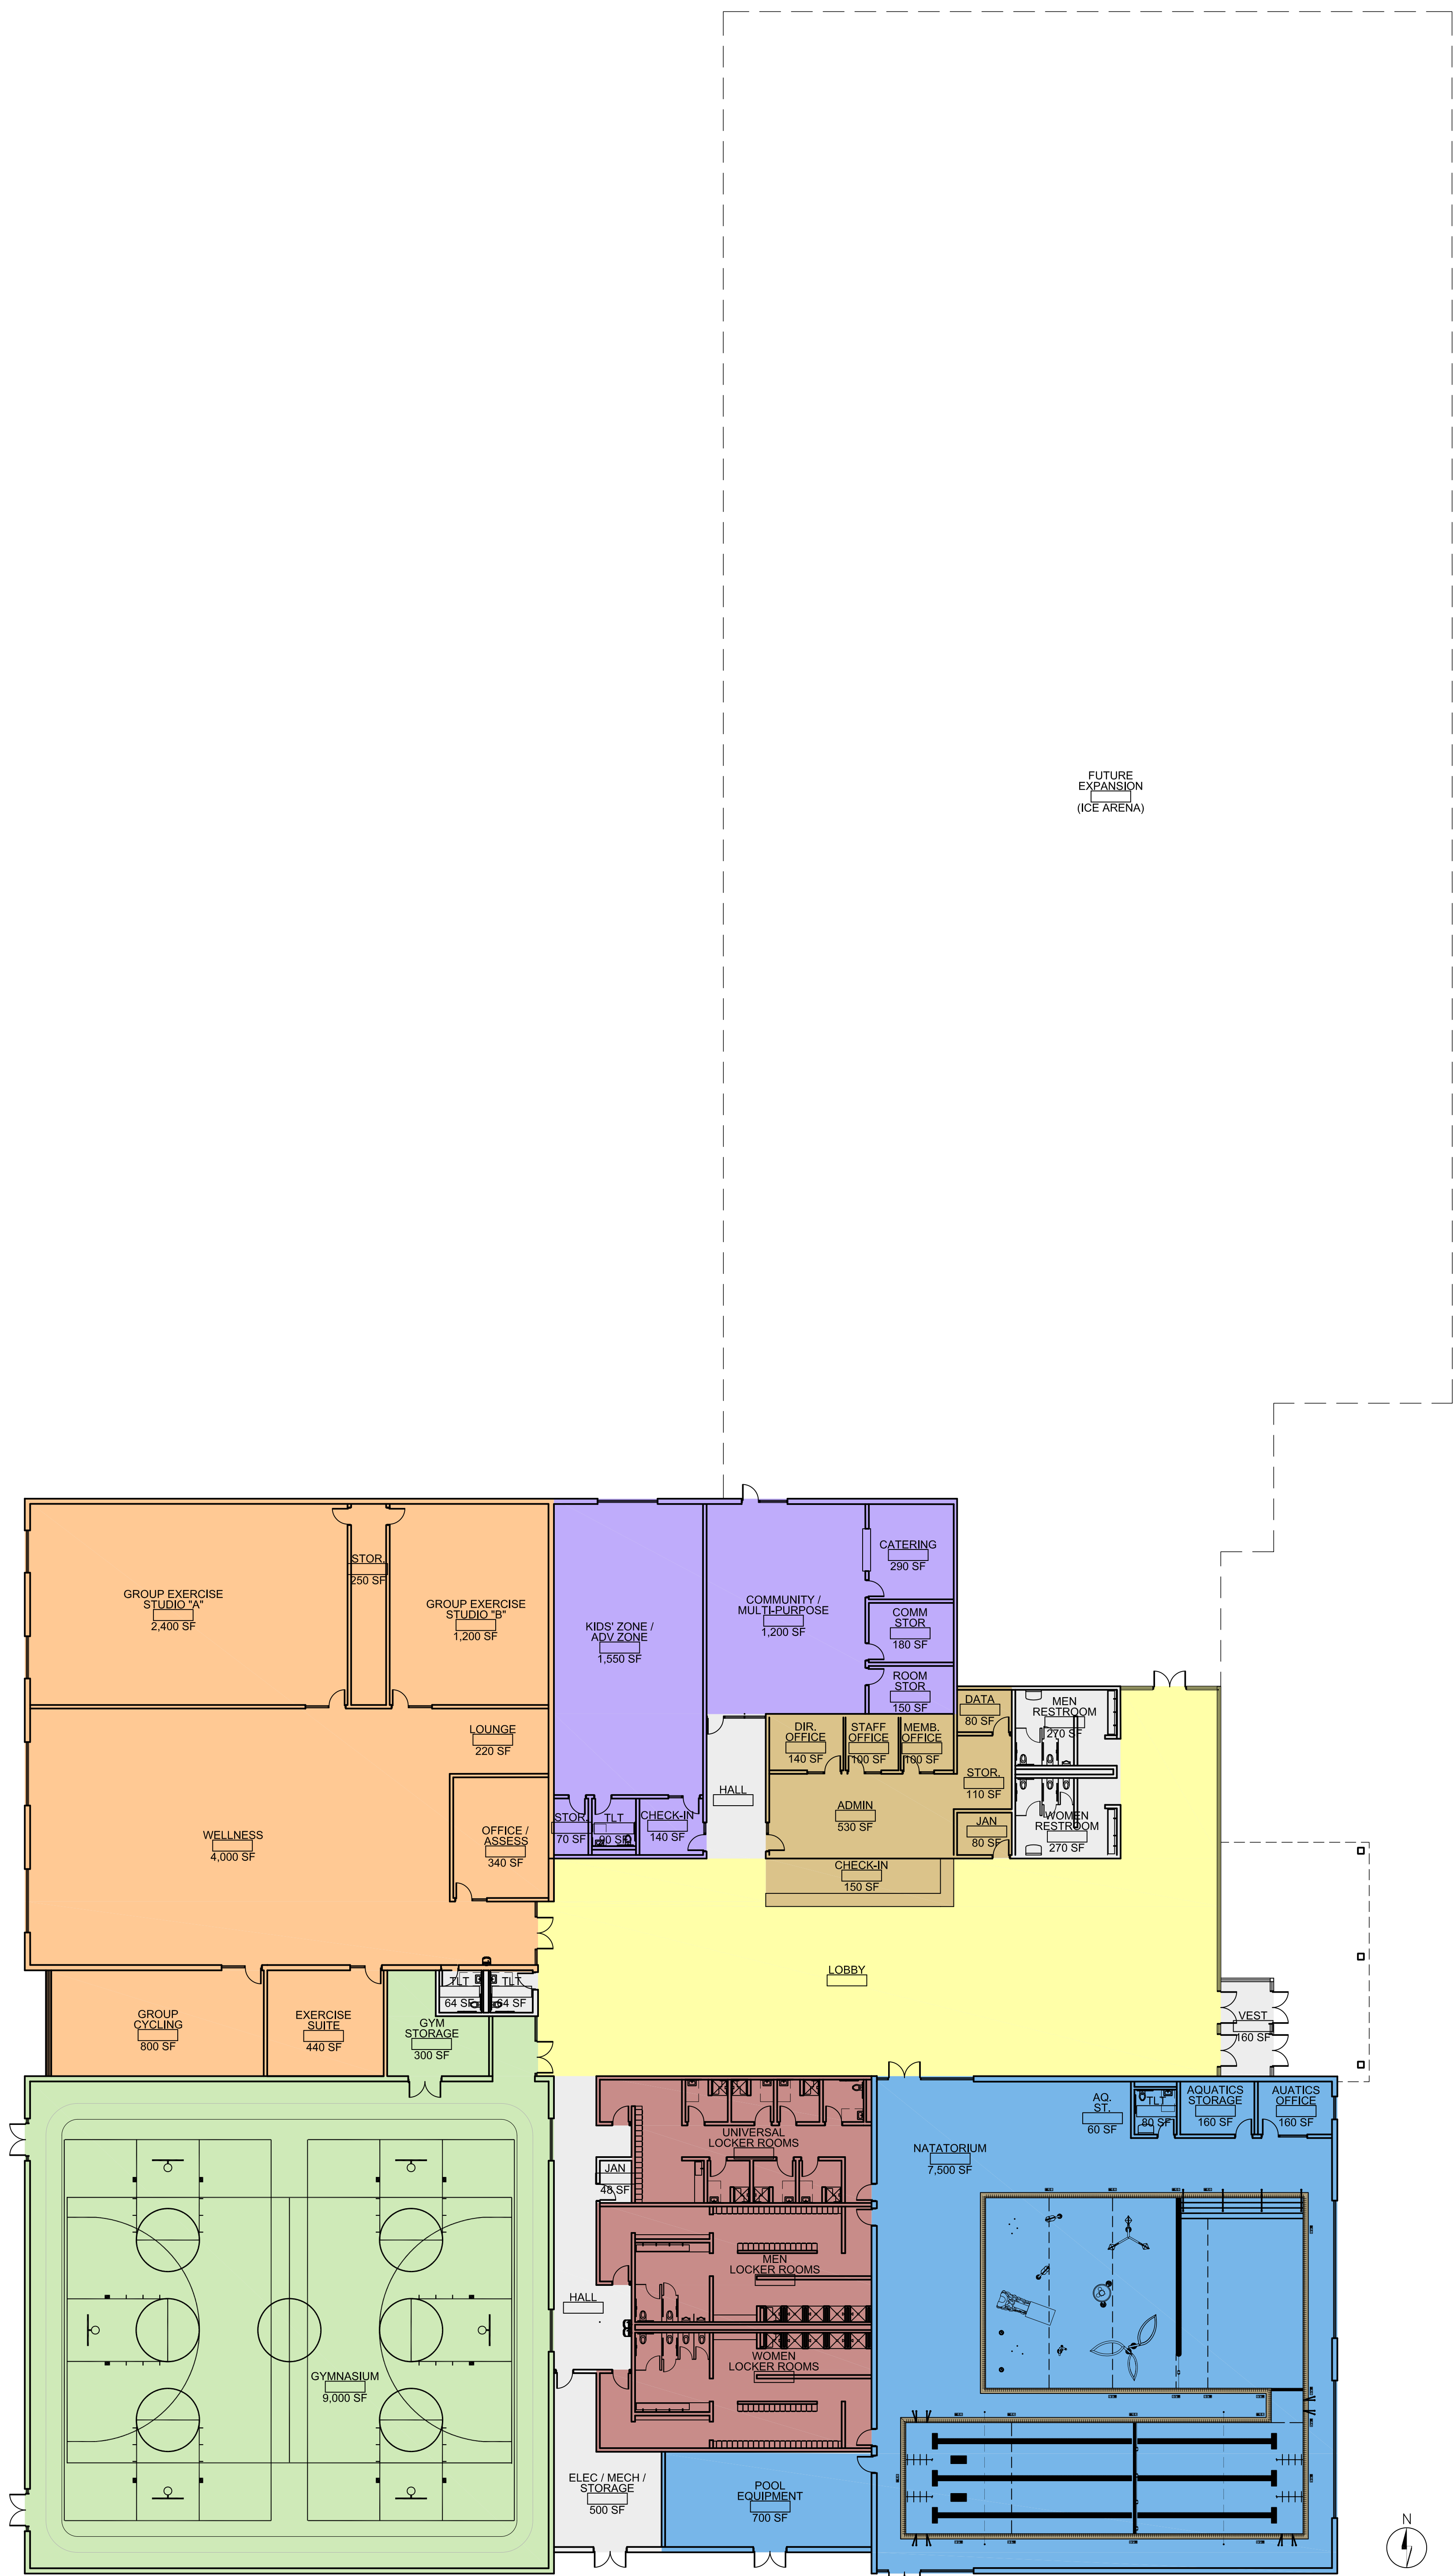 FUTURE
EXPANSION
(ICE ARENA)
GROUP EXERCISE
STUDIO "A"
2,400 SF
STOR.
250 SF
GROUP EXERCISE
STUDIO "B"
1,200 SF
KIDS' ZONE /
ADV ZONE
1,550 SF
COMMUNITY /
MULTI-PURPOSE
1,200 SF
CATERING
290 SF
COMM
STOR
180 SF
ROOM
STOR
150 SF
LOUNGE
220 SF
WELLNESS
4,000 SF
OFFICE /
ASSESS
340 SF
STOR.
70 SF
TLT
90 SF
CHECK-IN
140 SF
HALL
DIR.
OFFICE
140 SF
STAFF
OFFICE
100 SF
MEMB.
OFFICE
100 SF
DATA
80 SF
STOR.
110 SF
ADMIN
530 SF
JAN
80 SF
MEN
RESTROOM
270 SF
WOMEN
RESTROOM
270 SF
CHECK-IN
150 SF
LOBBY
VEST
160 SF
GROUP
CYCLING
800 SF
EXERCISE
SUITE
440 SF
GYM
STORAGE
300 SF
TLT
64 SF
TLT
64 SF
GYMNASIUM
9,000 SF
UNIVERSAL
LOCKER ROOMS
JAN
48 SF
MEN
LOCKER ROOMS
HALL
WOMEN
LOCKER ROOMS
ELEC / MECH /
STORAGE
500 SF
POOL
EQUIPMENT
700 SF
NATATORIUM
7,500 SF
AQ.
ST.
60 SF
TLT
80 SF
AQUATICS
STORAGE
160 SF
AUATICS
OFFICE
160 SF
N